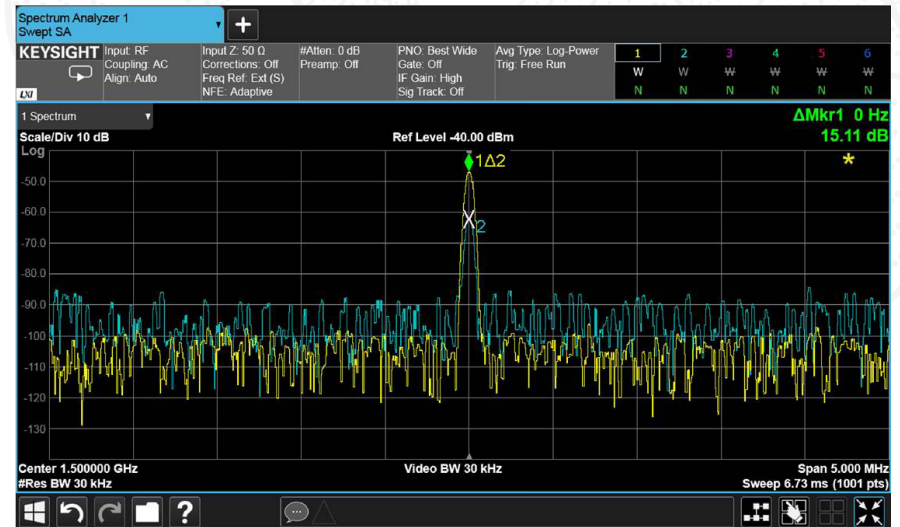 Spectrum Analyzer 1
Swept SA
+
KEYSIGHT
LXI
Input: RF
Coupling: AC
Align: Auto
Input Z: 50 Ω
Corrections: Off
Freq Ref: Ext (S)
NFE: Adaptive
#Atten: 0 dB
Preamp: Off
PNO: Best Wide
Gate: Off
IF Gain: High
Sig Track: Off
Avg Type: Log-Power
Trig: Free Run
1 2 3 4 5 6
W W W W W W
N N N N N N
1 Spectrum
ΔMkr1 0 Hz
Scale/Div 10 dB
Ref Level -40.00 dBm
15.11 dB
Log
*
1Δ2
-50.0
-60.0
2
-70.0
-80.0
-90.0
-100
-110
-120
-130
Center 1.500000 GHz
Video BW 30 kHz
Span 5.000 MHz
#Res BW 30 kHz
Sweep 6.73 ms (1001 pts)
?